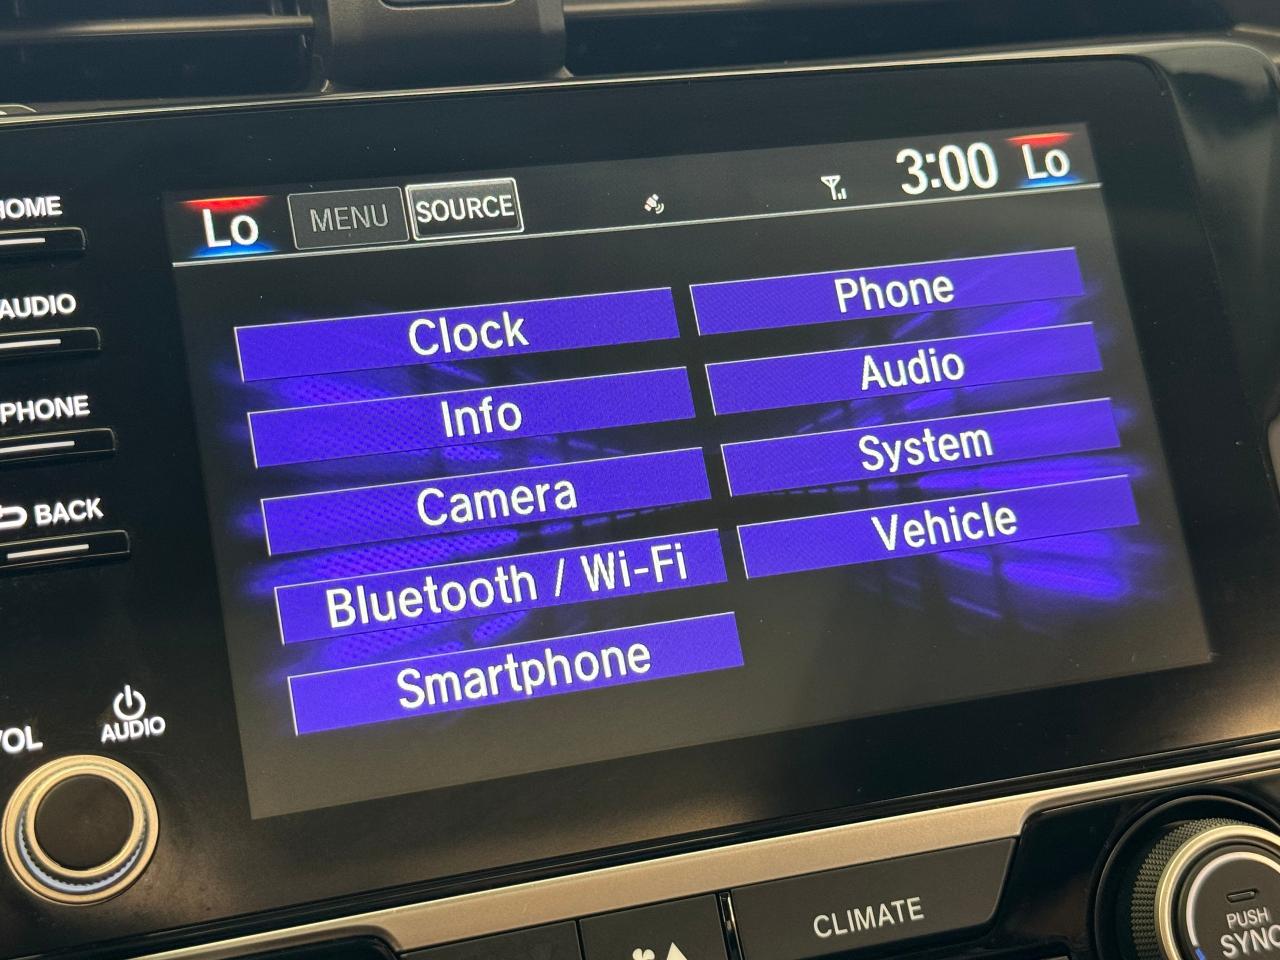 HOME
AUDIO
PHONE
BACK
VOL
AUDIO
Lo
MENU
SOURCE
3:00
Lo
Clock
Phone
Info
Audio
Camera
System
Bluetooth / Wi-Fi
Vehicle
Smartphone
CLIMATE
PUSH
SYNC